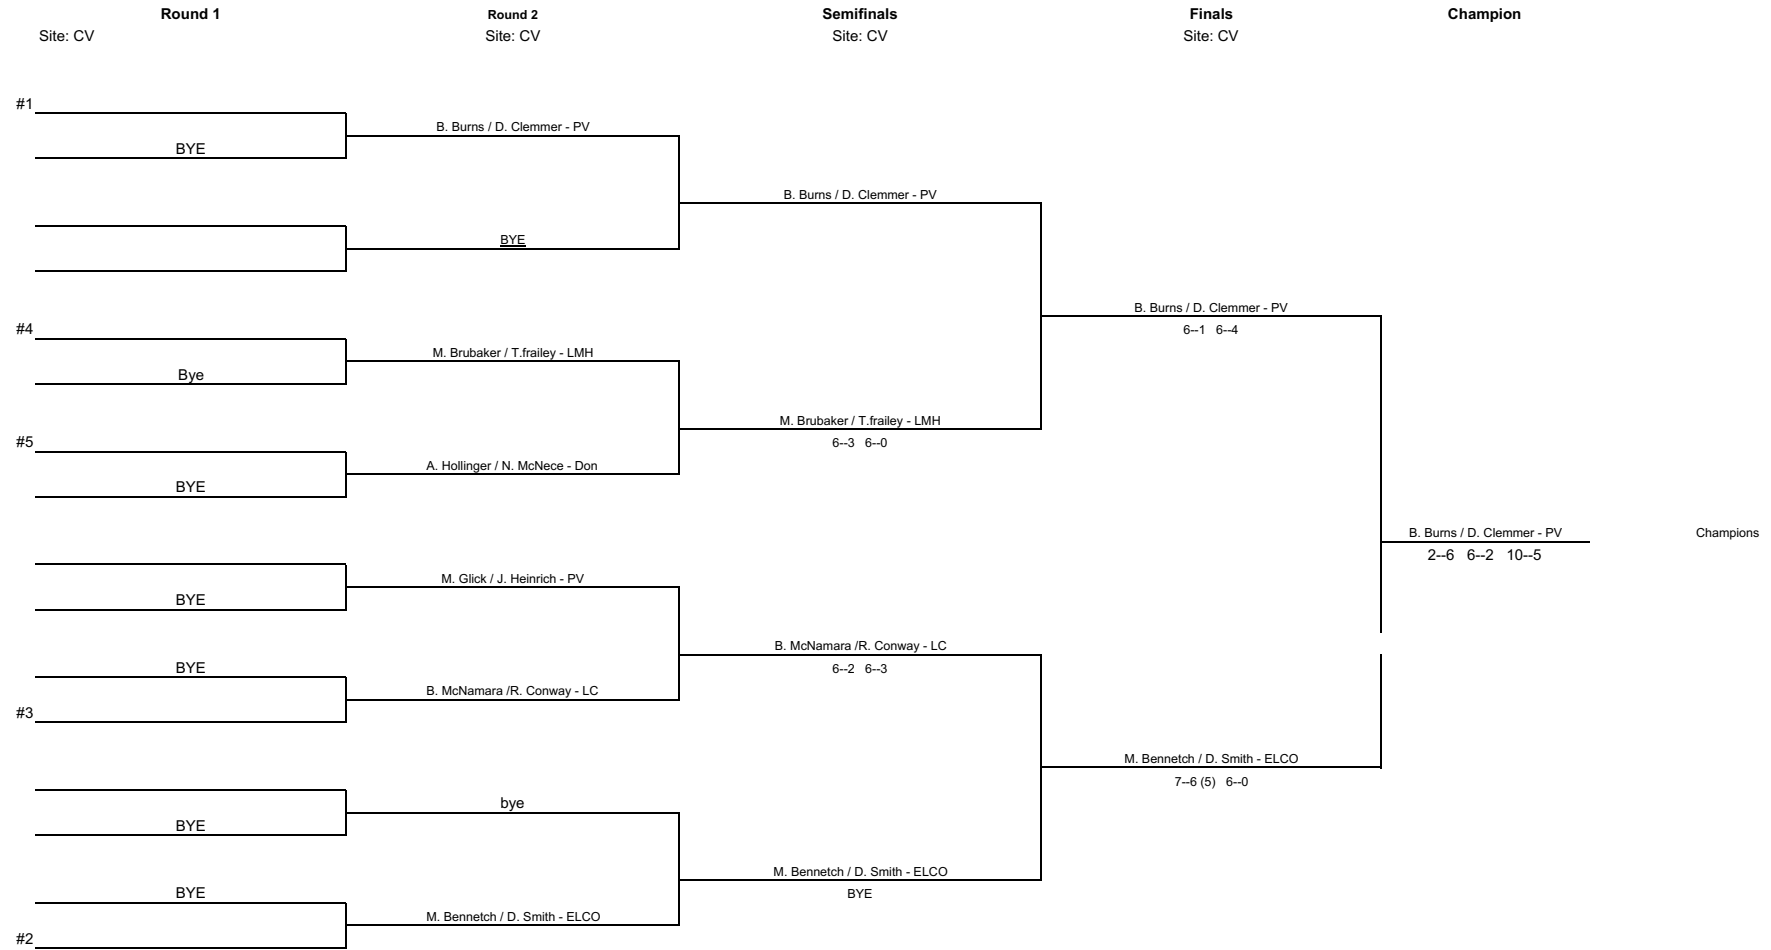 Round 1 Round 2 Semifinals Finals Champion
Site: CV Site: CV Site: CV Site: CV
#1
B. Burns / D. Clemmer - PV
BYE
B. Burns / D. Clemmer - PV
BYE
B. Burns / D. Clemmer - PV
#4 6--1 6--4
M. Brubaker / T.frailey - LMH
Bye
M. Brubaker / T.frailey - LMH
#5 6--3 6--0
A. Hollinger / N. McNece - Don
BYE
B. Burns / D. Clemmer - PV Champions
2--6 6--2 10--5
M. Glick / J. Heinrich - PV
BYE
B. McNamara /R. Conway - LC
BYE 6--2 6--3
B. McNamara /R. Conway - LC
#3
M. Bennetch / D. Smith - ELCO
7--6 (5) 6--0
bye
BYE
M. Bennetch / D. Smith - ELCO
BYE BYE
M. Bennetch / D. Smith - ELCO
#2